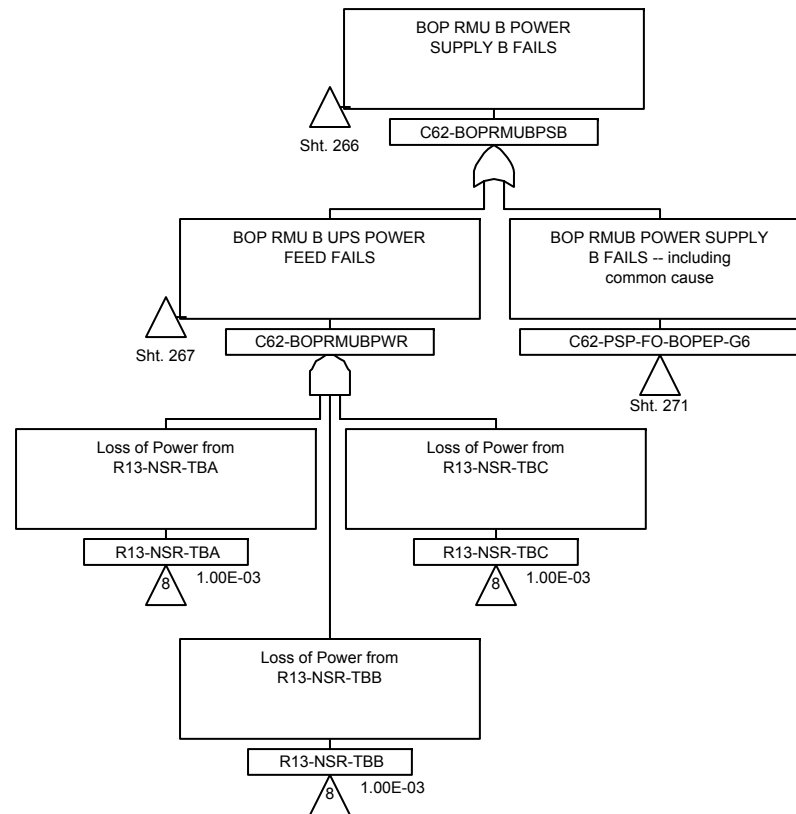 BOP RMU B POWER
SUPPLY B FAILS
Sht. 266
C62-BOPRMUBPSB
BOP RMU B UPS POWER
FEED FAILS
Sht. 267
C62-BOPRMUBPWR
BOP RMUB POWER SUPPLY
B FAILS -- including
common cause
C62-PSP-FO-BOPEP-G6
Sht. 271
Loss of Power from
R13-NSR-TBA
R13-NSR-TBA
8
1.00E-03
Loss of Power from
R13-NSR-TBC
R13-NSR-TBC
8
1.00E-03
Loss of Power from
R13-NSR-TBB
R13-NSR-TBB
8
1.00E-03